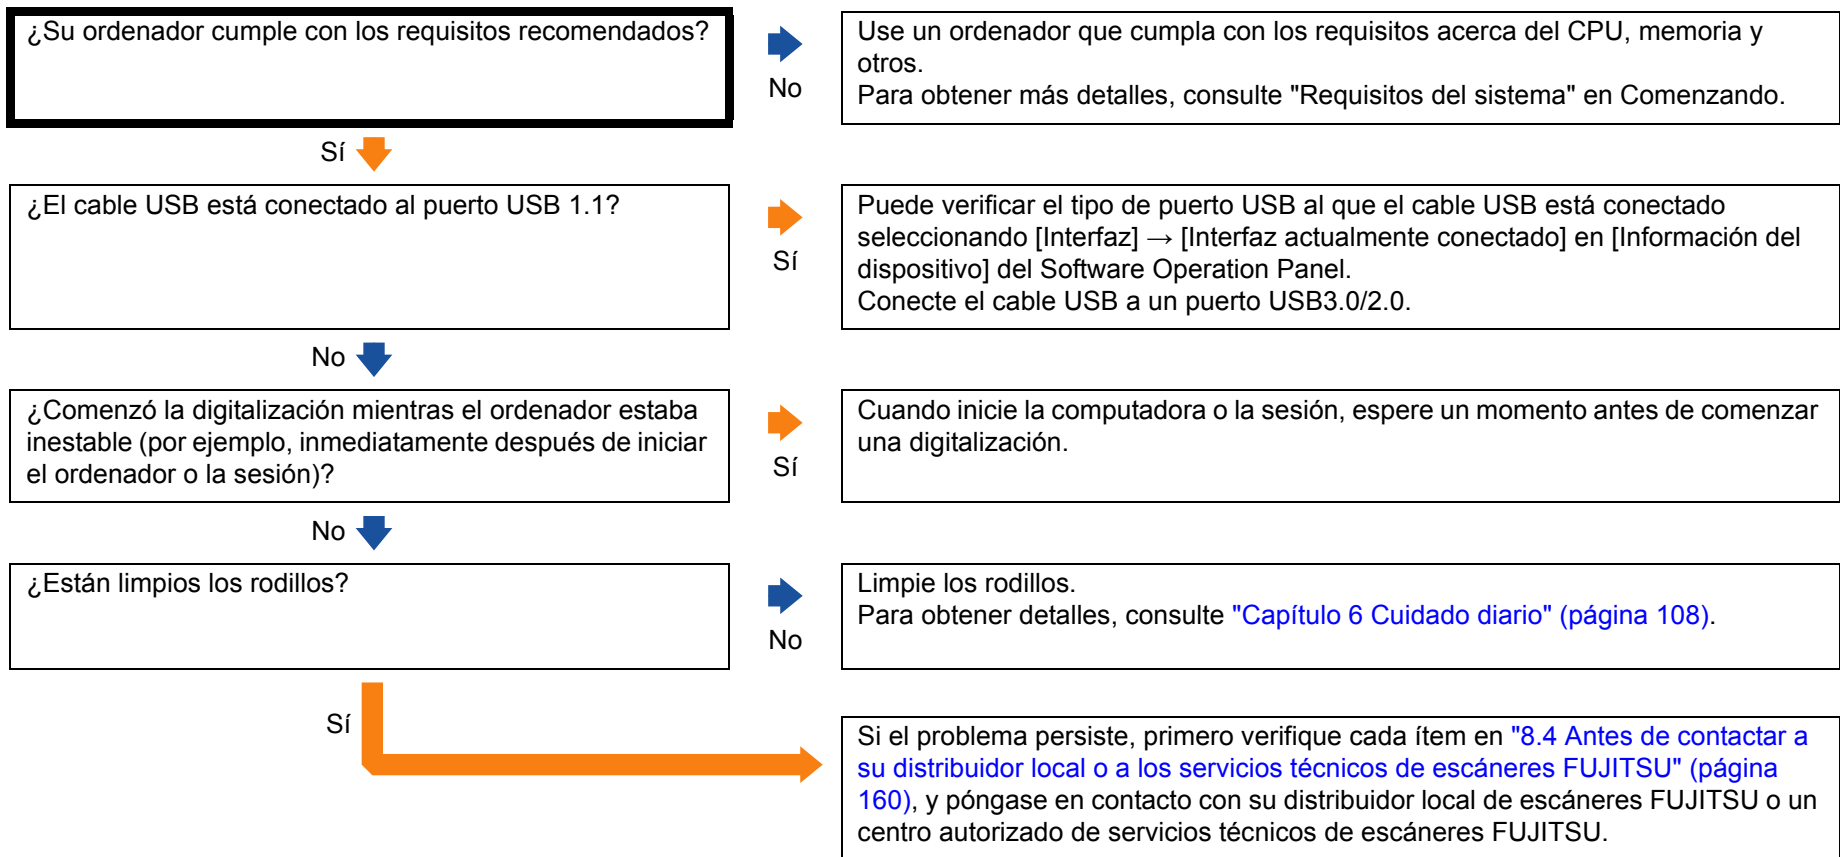 ¿Su ordenador cumple con los requisitos recomendados?
No
Use un ordenador que cumpla con los requisitos acerca del CPU, memoria y
otros.
Para obtener más detalles, consulte "Requisitos del sistema" en Comenzando.
Sí
¿El cable USB está conectado al puerto USB 1.1?
Sí
Puede verificar el tipo de puerto USB al que el cable USB está conectado
seleccionando [Interfaz] → [Interfaz actualmente conectado] en [Información del
dispositivo] del Software Operation Panel.
Conecte el cable USB a un puerto USB3.0/2.0.
No
¿Comenzó la digitalización mientras el ordenador estaba
inestable (por ejemplo, inmediatamente después de iniciar
el ordenador o la sesión)?
Sí
Cuando inicie la computadora o la sesión, espere un momento antes de comenzar
una digitalización.
No
¿Están limpios los rodillos?
No
Limpie los rodillos.
Para obtener detalles, consulte "Capítulo 6 Cuidado diario" (página 108).
Sí
Si el problema persiste, primero verifique cada ítem en "8.4 Antes de contactar a
su distribuidor local o a los servicios técnicos de escáneres FUJITSU" (página
160), y póngase en contacto con su distribuidor local de escáneres FUJITSU o un
centro autorizado de servicios técnicos de escáneres FUJITSU.